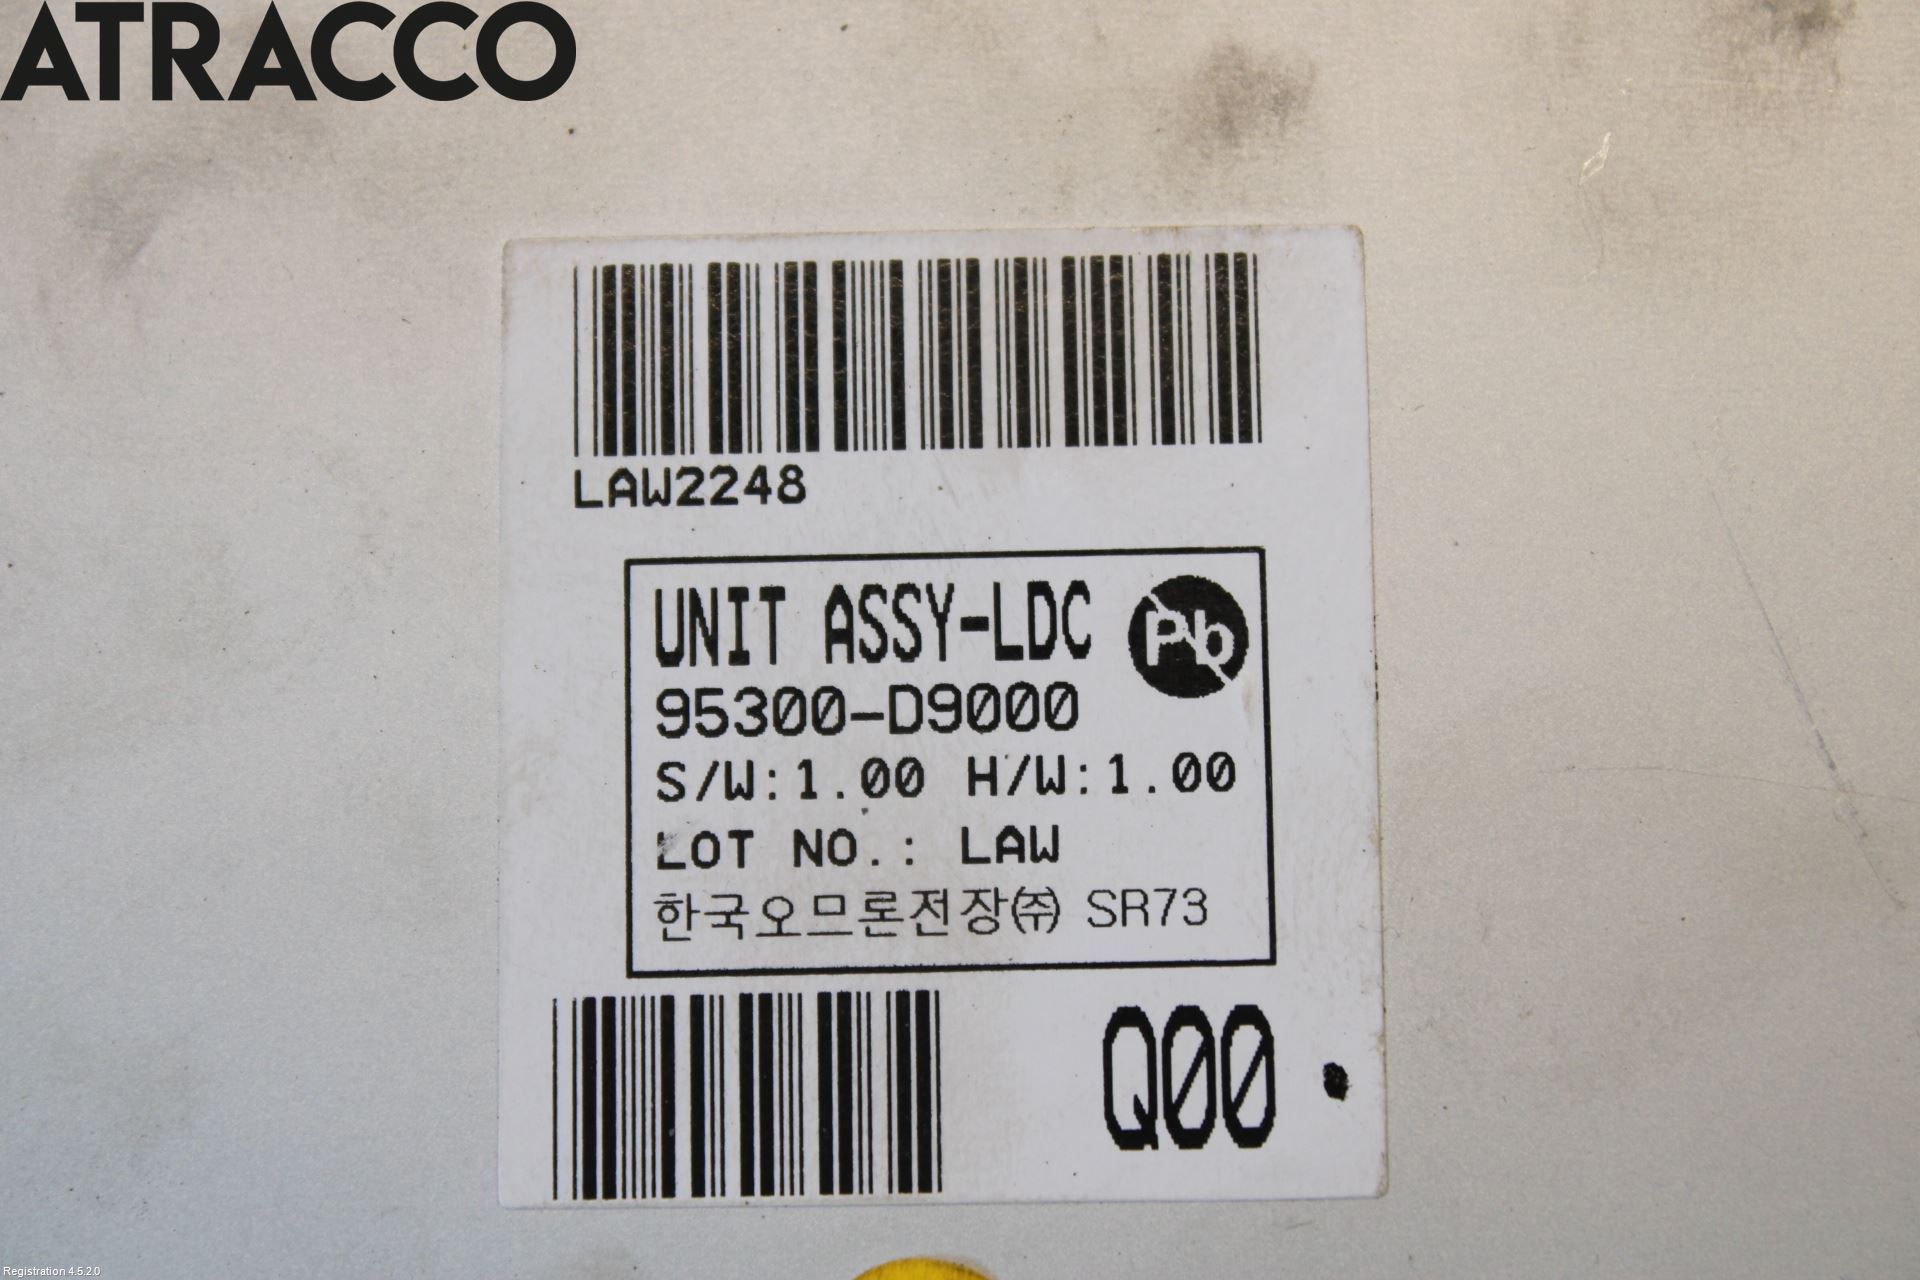 ATRACCO
LAW2248
UNIT ASSY-LDC
Pb
95300-D9000
S/W:1.00 H/W:1.00
LOT NO.: LAW
한국오므론전장㈜ SR73
Q00
Registration 4.5.2.0